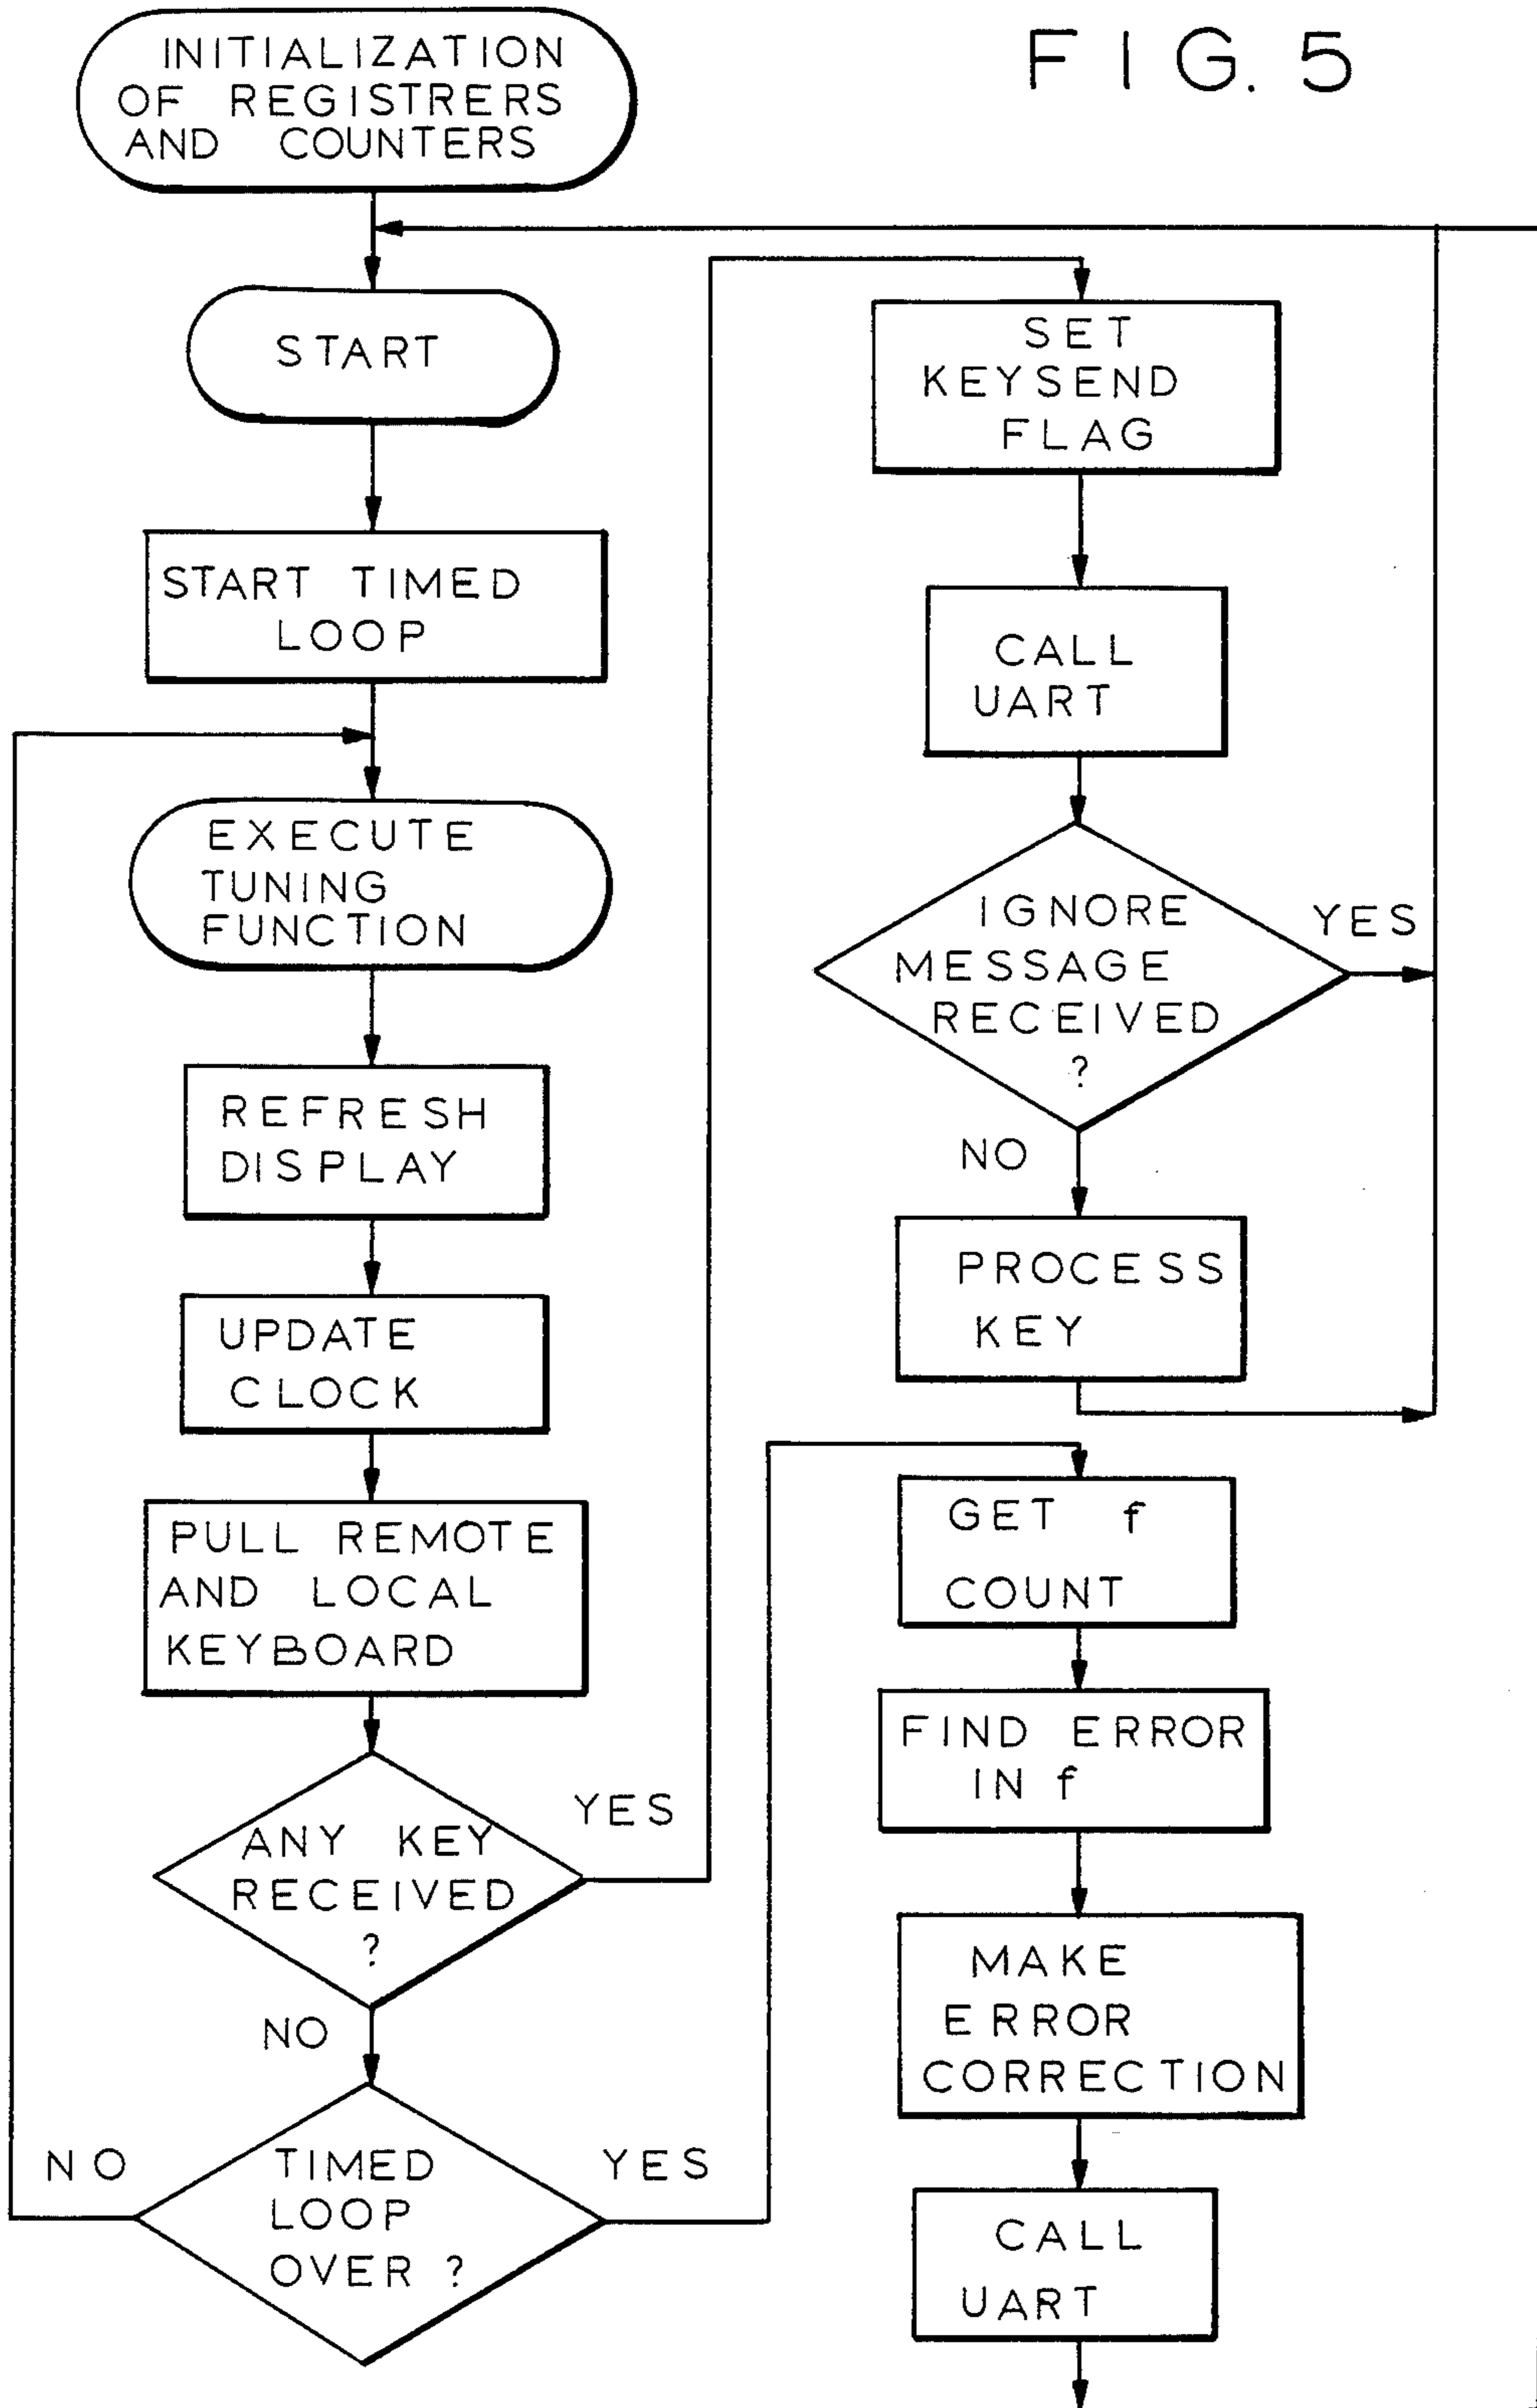 FIG. 5
INITIALIZATION
OF REGISTRERS
AND COUNTERS
START
START TIMED
LOOP
EXECUTE
TUNING
FUNCTION
REFRESH
DISPLAY
UPDATE
CLOCK
PULL REMOTE
AND LOCAL
KEYBOARD
ANY KEY
RECEIVED
?
YES
NO
TIMED
LOOP
OVER ?
NO
YES
SET
KEYSEND
FLAG
CALL
UART
IGNORE
MESSAGE
RECEIVED
?
YES
NO
PROCESS
KEY
GET f
COUNT
FIND ERROR
IN f
MAKE
ERROR
CORRECTION
CALL
UART